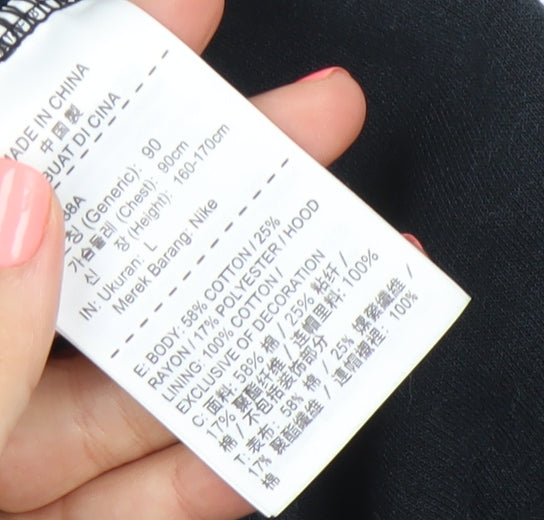 MADE IN CHINA
中国製
BUAT DI CINA
88A
칭 (Generic): 90
가슴둘레 (Chest): 90cm
신 장 (Height): 160-170cm
IN: Ukuran: L
Merek Barang: Nike
E: BODY: 58% COTTON / 25%
RAYON / 17% POLYESTER / HOOD
LINING: 100% COTTON /
EXCLUSIVE OF DECORATION
C: 面料: 58% 棉 / 25% 粘纤 /
17% 聚酯纤维 / 连帽里料: 100%
棉 / 不包括装饰部分
T: 表布: 58% 棉 / 25% 嫘縈纖維 /
17% 聚酯纖維 / 連帽襯裡: 100%
棉